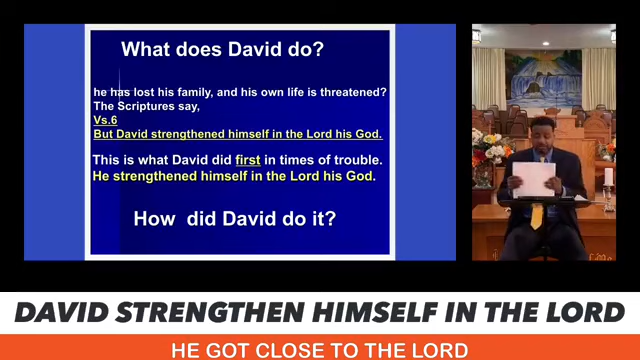 What does David do?
he has lost his family, and his own life is threatened?
The Scriptures say,
Vs.6
But David strengthened himself in the Lord his God.
This is what David did first in times of trouble.
He strengthened himself in the Lord his God.
How did David do it?
DAVID STRENGTHEN HIMSELF IN THE LORD
HE GOT CLOSE TO THE LORD